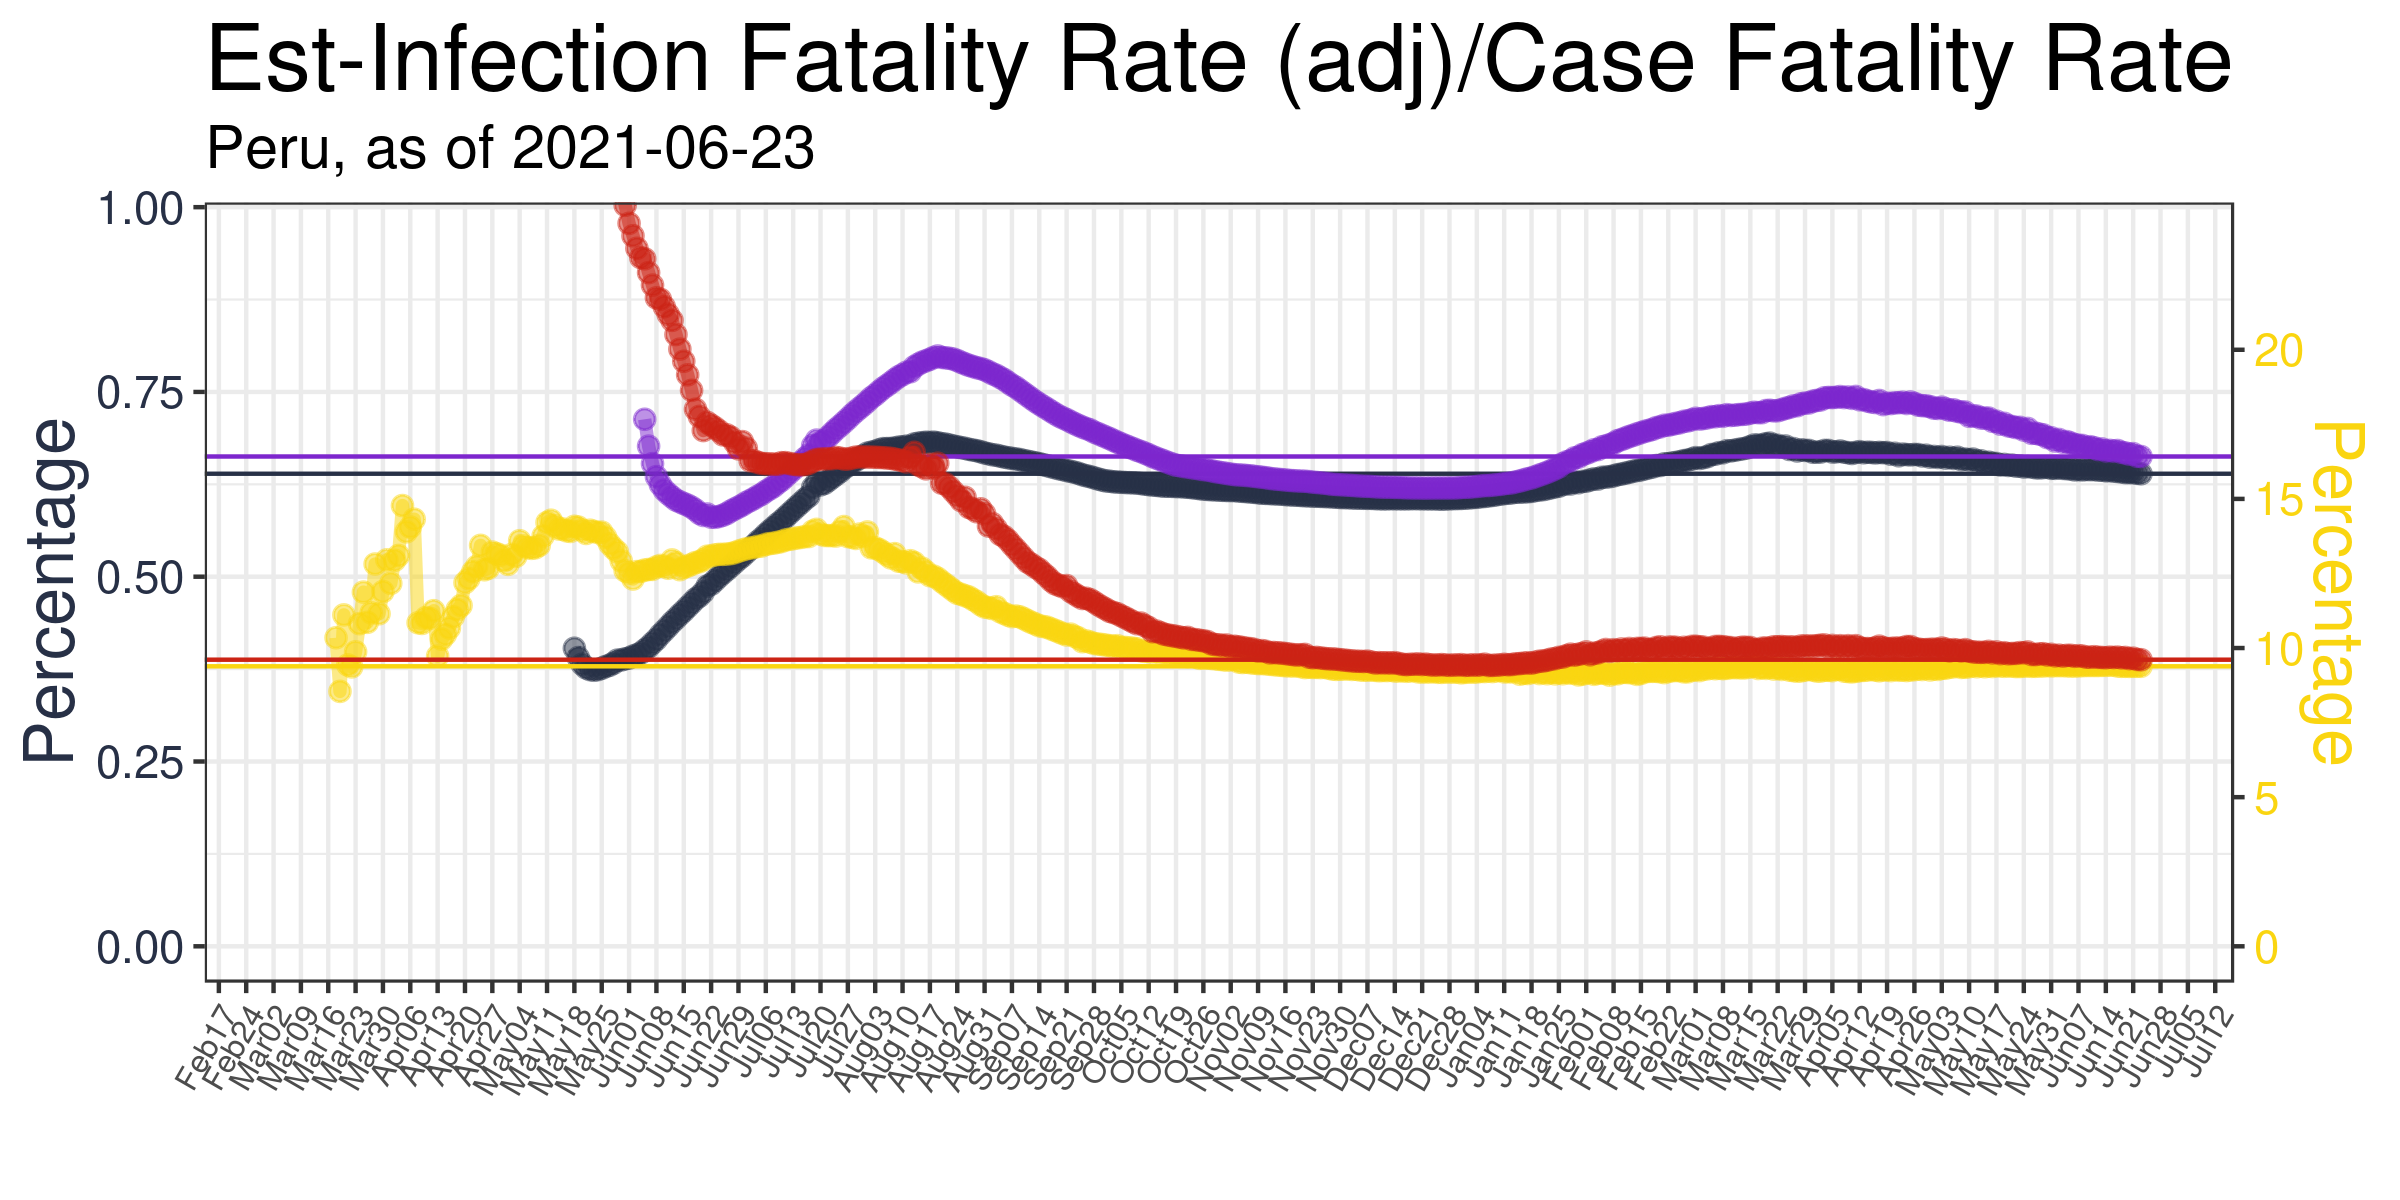 Est-Infection Fatality Rate (adj)/Case Fatality Rate
Peru, as of 2021-06-23
Percentage
1.00
0.75
0.50
0.25
0.00
20
15
10
5
0
Percentage
Feb17
Feb24
Mar02
Mar09
Mar16
Mar23
Mar30
Apr06
Apr13
Apr20
Apr27
May04
May11
May18
May25
Jun01
Jun08
Jun15
Jun22
Jun29
Jul06
Jul13
Jul20
Jul27
Aug03
Aug10
Aug17
Aug24
Aug31
Sep07
Sep14
Sep21
Sep28
Oct05
Oct12
Oct19
Oct26
Nov02
Nov09
Nov16
Nov23
Nov30
Dec07
Dec14
Dec21
Dec28
Jan04
Jan11
Jan18
Jan25
Feb01
Feb08
Feb15
Feb22
Mar01
Mar08
Mar15
Mar22
Mar29
Apr05
Apr12
Apr19
Apr26
May03
May10
May17
May24
May31
Jun07
Jun14
Jun21
Jun28
Jul05
Jul12